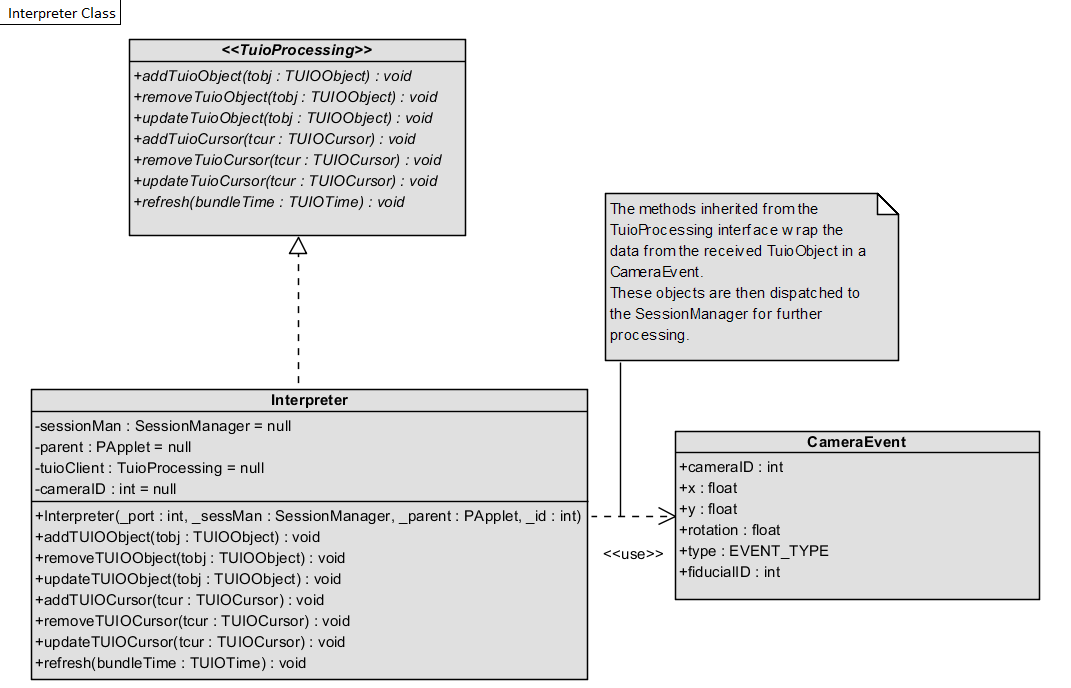 Interpreter Class
<<TuioProcessing>>
+addTuioObject(tobj : TUIOObject) : void
+removeTuioObject(tobj : TUIOObject) : void
+updateTuioObject(tobj : TUIOObject) : void
+addTuioCursor(tcur : TUIOCursor) : void
+removeTuioCursor(tcur : TUIOCursor) : void
+updateTuioCursor(tcur : TUIOCursor) : void
+refresh(bundleTime : TUIOTime) : void
The methods inherited from the
TuioProcessing interface wrap the
data from the received TuioObject in a
CameraEvent.
These objects are then dispatched to
the SessionManager for further
processing.
Interpreter
-sessionMan : SessionManager = null
-parent : PApplet = null
-tuioClient : TuioProcessing = null
-cameraID : int = null
+Interpreter(_port : int, _sessMan : SessionManager, _parent : PApplet, _id : int)
+addTUIOObject(tobj : TUIOObject) : void
+removeTUIOObject(tobj : TUIOObject) : void
+updateTUIOObject(tobj : TUIOObject) : void
+addTUIOCursor(tcur : TUIOCursor) : void
+removeTUIOCursor(tcur : TUIOCursor) : void
+updateTUIOCursor(tcur : TUIOCursor) : void
+refresh(bundleTime : TUIOTime) : void
<<use>>
CameraEvent
+cameraID : int
+x : float
+y : float
+rotation : float
+type : EVENT_TYPE
+fiducialID : int